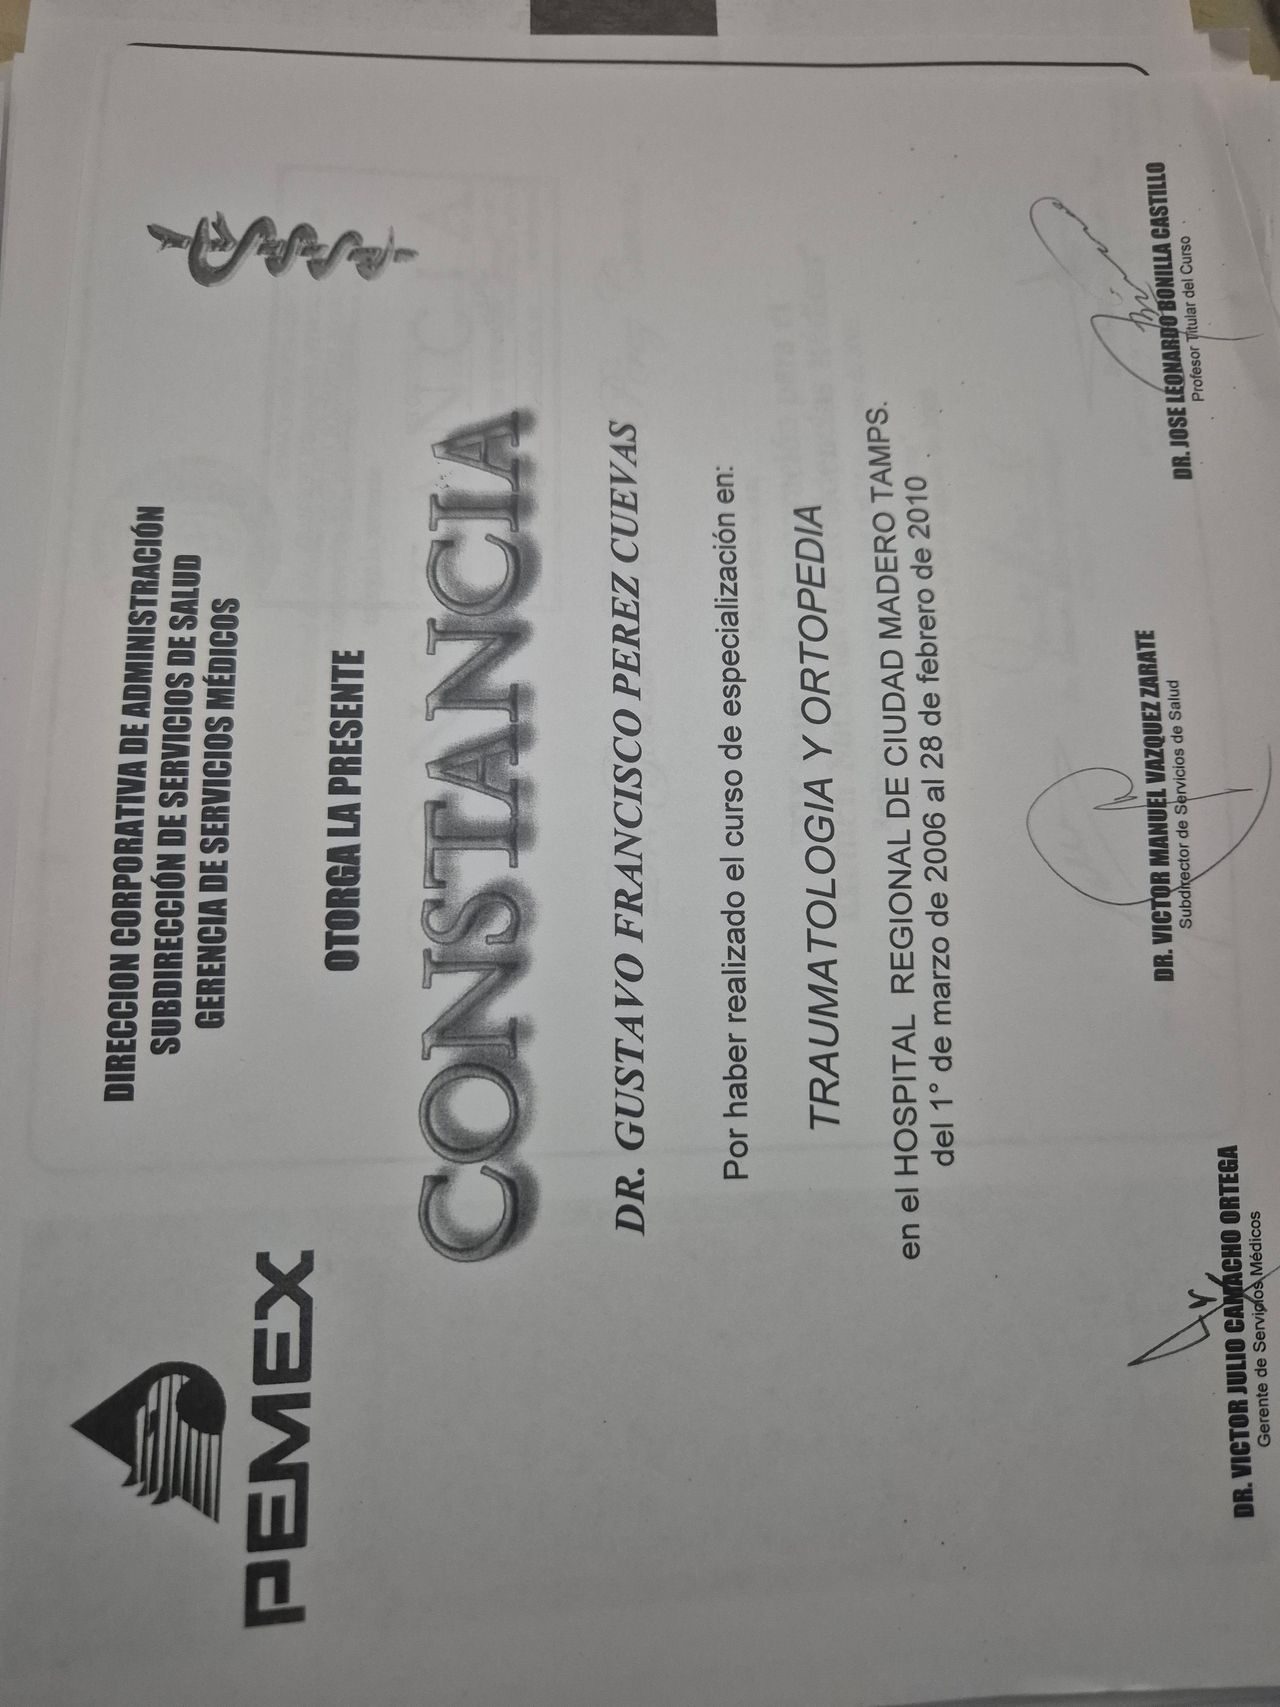 PEMEX
DIRECCION CORPORATIVA DE ADMINISTRACIÓN
SUBDIRECCIÓN DE SERVICIOS DE SALUD
GERENCIA DE SERVICIOS MÉDICOS
OTORGA LA PRESENTE
CONSTANCIA
DR. GUSTAVO FRANCISCO PEREZ CUEVAS
Por haber realizado el curso de especialización en:
TRAUMATOLOGIA Y ORTOPEDIA
en el HOSPITAL REGIONAL DE CIUDAD MADERO TAMPS.
del 1° de marzo de 2006 al 28 de febrero de 2010
DR. VICTOR JULIO CAMACHO ORTEGA
Gerente de Servicios Médicos
DR. VICTOR MANUEL VAZQUEZ ZARATE
Subdirector de Servicios de Salud
DR. JOSE LEONARDO BONILLA CASTILLO
Profesor Titular del Curso